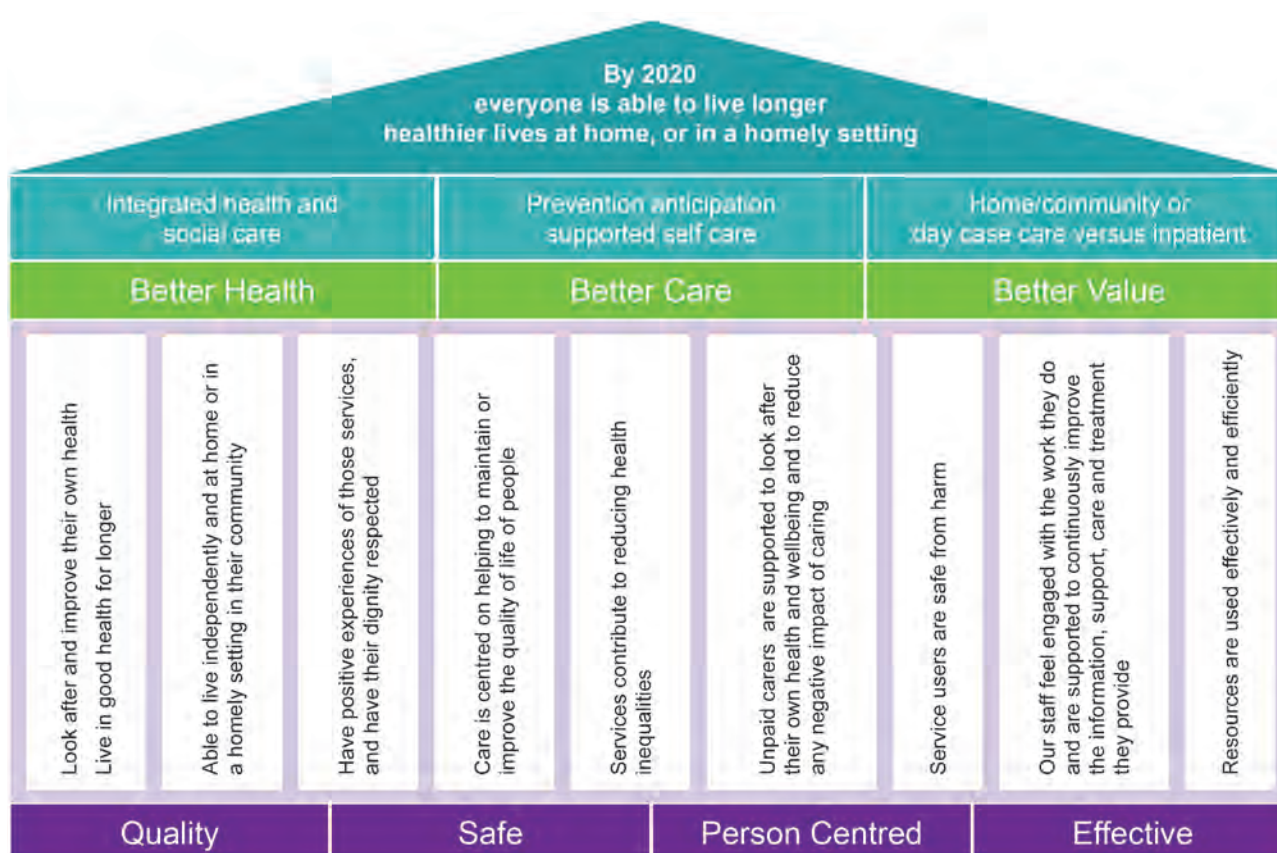 By 2020
everyone is able to live longer
healthier lives at home, or in a homely setting
Integrated health and
social care
Prevention anticipation
supported self care
Home/community or
day case care versus inpatient
Better Health
Better Care
Better Value
Look after and improve their own health
Live in good health for longer
Able to live independently and at home or in
a homely setting in their community
Have positive experiences of those services,
and have their dignity respected
Care is centred on helping to maintain or
improve the quality of life of people
Services contribute to reducing health
inequalities
Unpaid carers are supported to look after
their own health and wellbeing and to reduce
any negative impact of caring
Service users are safe from harm
Our staff feel engaged with the work they do
and are supported to continuously improve
the information, support, care and treatment
they provide
Resources are used effectively and efficiently
Quality
Safe
Person Centred
Effective